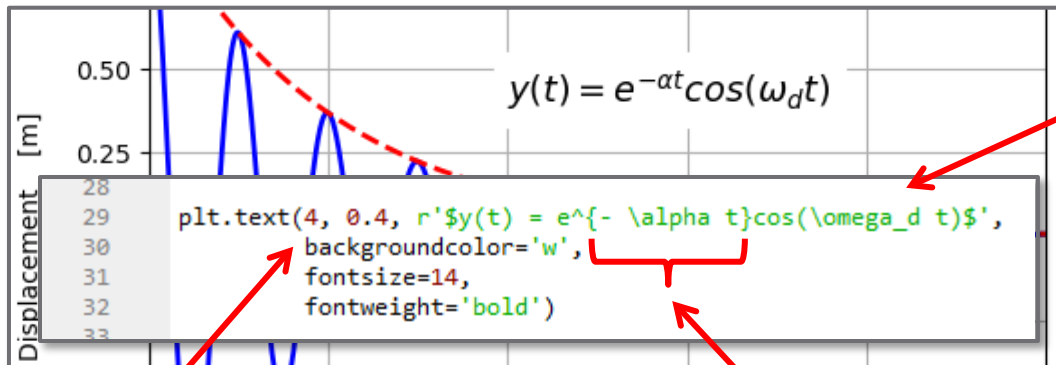 0.50
y(t) = e^{-αt}cos(ω_d t)
0.25
Displacement [m]
28
29 plt.text(4, 0.4, r'$y(t) = e^{- \alpha t}cos(\omega_d t)$',
30 backgroundcolor='w',
31 fontsize=14,
32 fontweight='bold')
33